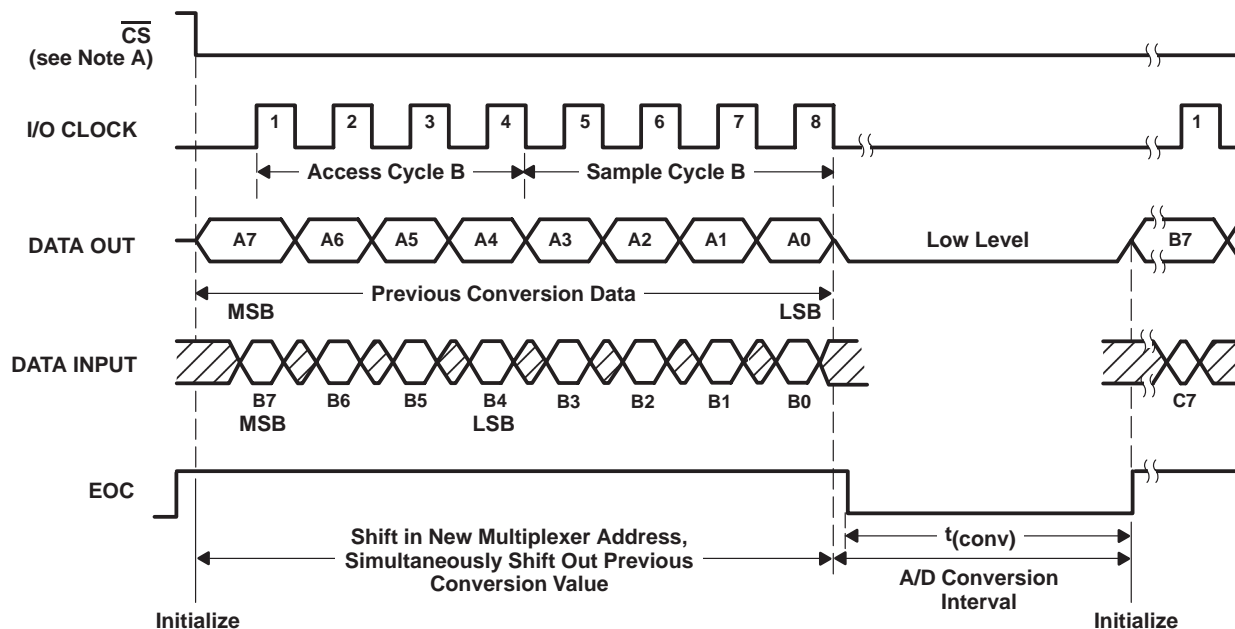 CS
(see Note A)
I/O CLOCK
1 2 3 4 5 6 7 8 1
Access Cycle B Sample Cycle B
DATA OUT
A7 A6 A5 A4 A3 A2 A1 A0 Low Level B7
Previous Conversion Data
MSB LSB
DATA INPUT
B7 B6 B5 B4 B3 B2 B1 B0 C7
MSB LSB
EOC
Shift in New Multiplexer Address,
Simultaneously Shift Out Previous
Conversion Value
t(conv)
A/D Conversion
Interval
Initialize Initialize